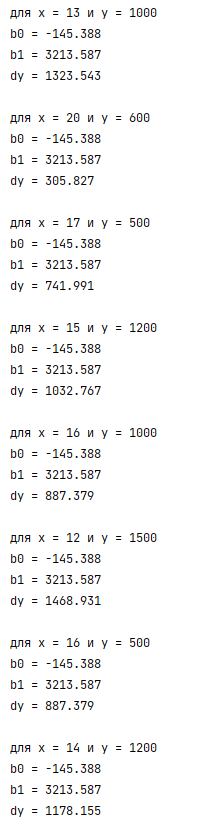 для x = 13 и y = 1000
b0 = -145.388
b1 = 3213.587
dy = 1323.543

для x = 20 и y = 600
b0 = -145.388
b1 = 3213.587
dy = 305.827

для x = 17 и y = 500
b0 = -145.388
b1 = 3213.587
dy = 741.991

для x = 15 и y = 1200
b0 = -145.388
b1 = 3213.587
dy = 1032.767

для x = 16 и y = 1000
b0 = -145.388
b1 = 3213.587
dy = 887.379

для x = 12 и y = 1500
b0 = -145.388
b1 = 3213.587
dy = 1468.931

для x = 16 и y = 500
b0 = -145.388
b1 = 3213.587
dy = 887.379

для x = 14 и y = 1200
b0 = -145.388
b1 = 3213.587
dy = 1178.155